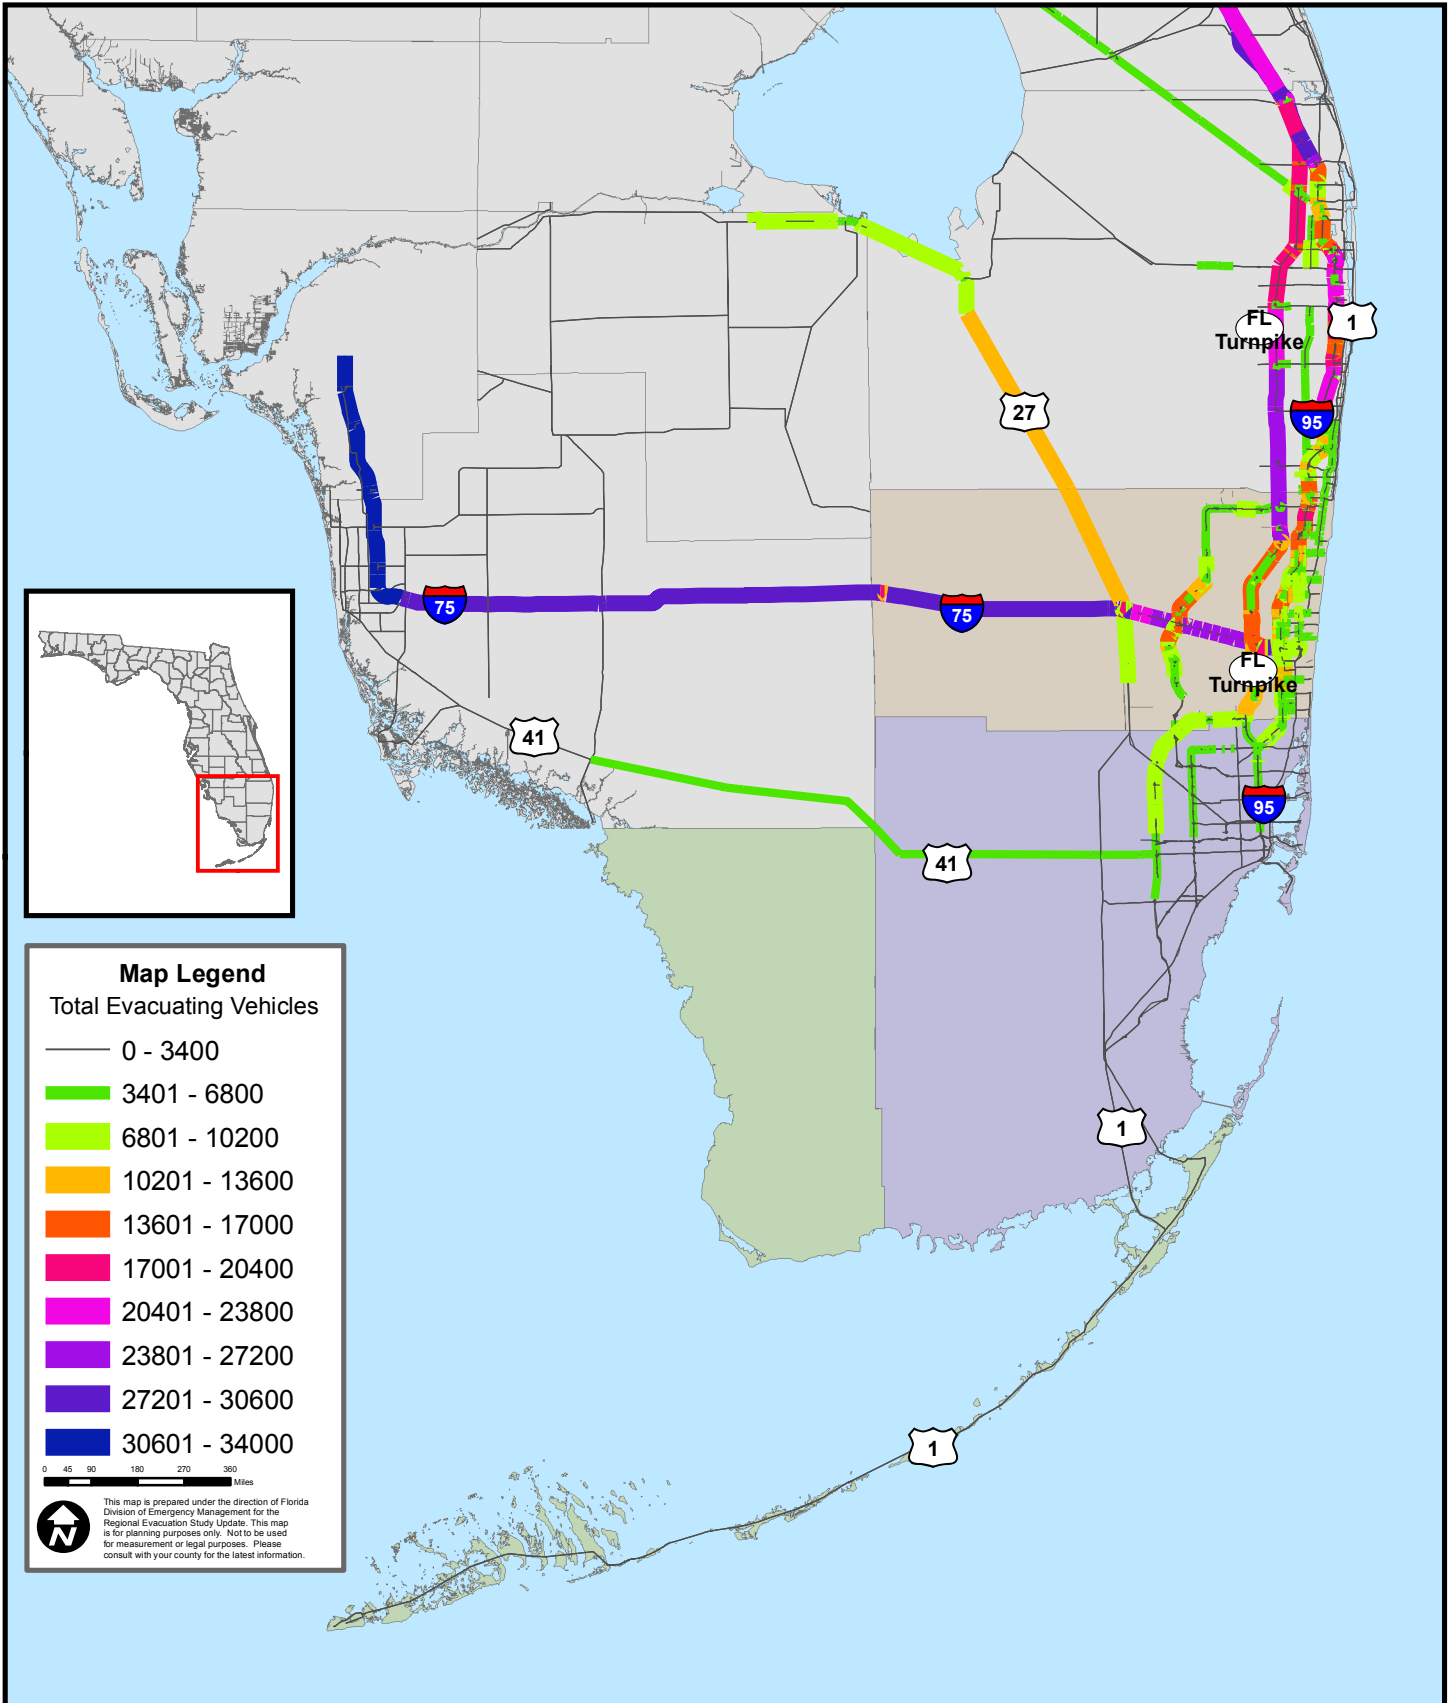 FL
Turnpike
1
27
95
75
75
FL
Turnpike
41
95
41
1
1
Map Legend
Total Evacuating Vehicles
0 - 3400
3401 - 6800
6801 - 10200
10201 - 13600
13601 - 17000
17001 - 20400
20401 - 23800
23801 - 27200
27201 - 30600
30601 - 34000
0 45 90 180 270 360
Miles
N
This map is prepared under the direction of Florida
Division of Emergency Management for the
Regional Evacuation Study Update. This map
is for planning purposes only. Not to be used
for measurement or legal purposes. Please
consult with your county for the latest information.